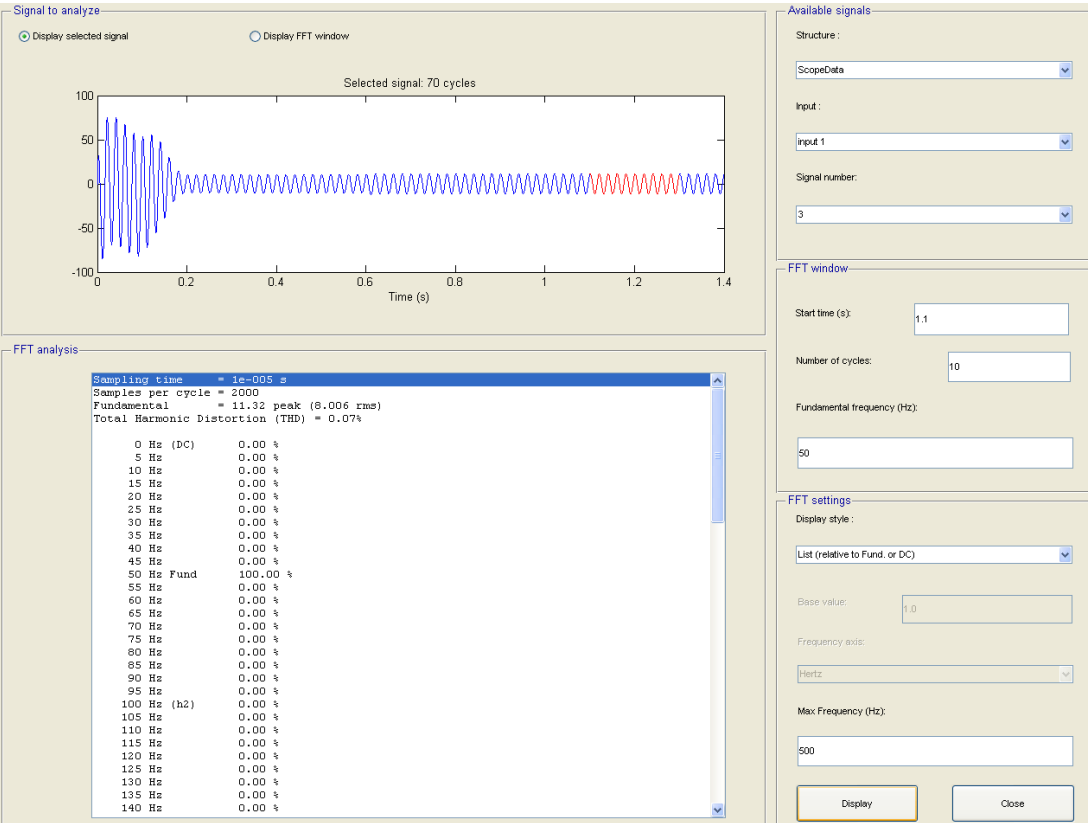 Signal to analyze
Display selected signal
Display FFT window
Selected signal: 70 cycles
100
50
0
-50
-100
0
0.2
0.4
0.6
0.8
1
1.2
1.4
Time (s)
FFT analysis
Sampling time = 1e-005 s
Samples per cycle = 2000
Fundamental = 11.32 peak (8.006 rms)
Total Harmonic Distortion (THD) = 0.07%
0 Hz (DC) 0.00 %
5 Hz 0.00 %
10 Hz 0.00 %
15 Hz 0.00 %
20 Hz 0.00 %
25 Hz 0.00 %
30 Hz 0.00 %
35 Hz 0.00 %
40 Hz 0.00 %
45 Hz 0.00 %
50 Hz Fund 100.00 %
55 Hz 0.00 %
60 Hz 0.00 %
65 Hz 0.00 %
70 Hz 0.00 %
75 Hz 0.00 %
80 Hz 0.00 %
85 Hz 0.00 %
90 Hz 0.00 %
95 Hz 0.00 %
100 Hz (h2) 0.00 %
105 Hz 0.00 %
110 Hz 0.00 %
115 Hz 0.00 %
120 Hz 0.00 %
125 Hz 0.00 %
130 Hz 0.00 %
135 Hz 0.00 %
140 Hz 0.00 %
Available signals
Structure :
ScopeData
Input :
input 1
Signal number:
3
FFT window
Start time (s):
1.1
Number of cycles:
10
Fundamental frequency (Hz):
50
FFT settings
Display style :
List (relative to Fund. or DC)
Base value:
1.0
Frequency axis:
Hertz
Max Frequency (Hz):
500
Display
Close